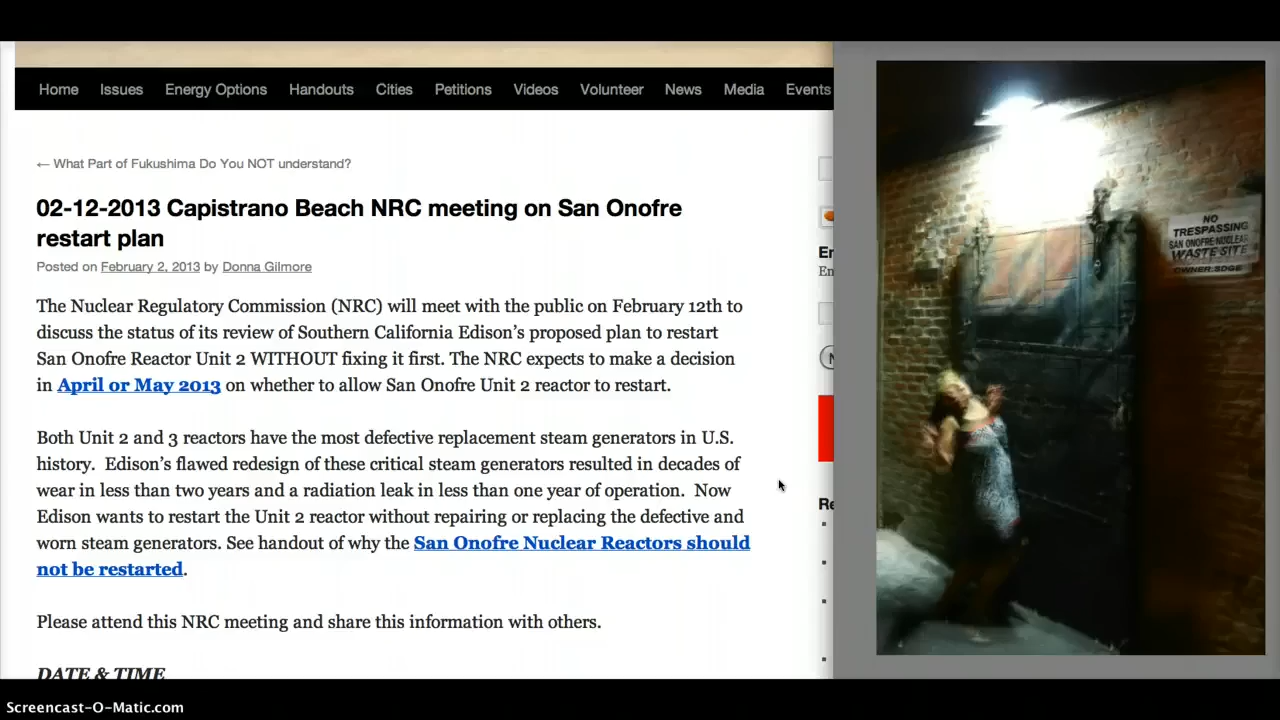 Home Issues Energy Options Handouts Cities Petitions Videos Volunteer News Media Events
← What Part of Fukushima Do You NOT understand?
02-12-2013 Capistrano Beach NRC meeting on San Onofre
restart plan
Posted on February 2, 2013 by Donna Gilmore
The Nuclear Regulatory Commission (NRC) will meet with the public on February 12th to
discuss the status of its review of Southern California Edison’s proposed plan to restart
San Onofre Reactor Unit 2 WITHOUT fixing it first. The NRC expects to make a decision
in April or May 2013 on whether to allow San Onofre Unit 2 reactor to restart.
Both Unit 2 and 3 reactors have the most defective replacement steam generators in U.S.
history. Edison’s flawed redesign of these critical steam generators resulted in decades of
wear in less than two years and a radiation leak in less than one year of operation. Now
Edison wants to restart the Unit 2 reactor without repairing or replacing the defective and
worn steam generators. See handout of why the San Onofre Nuclear Reactors should
not be restarted.
Please attend this NRC meeting and share this information with others.
DATE & TIME
NO
TRESPASSING
SAN ONOFRE NUCLEAR
WASTE SITE
OWNER:SDGE
Screencast-O-Matic.com